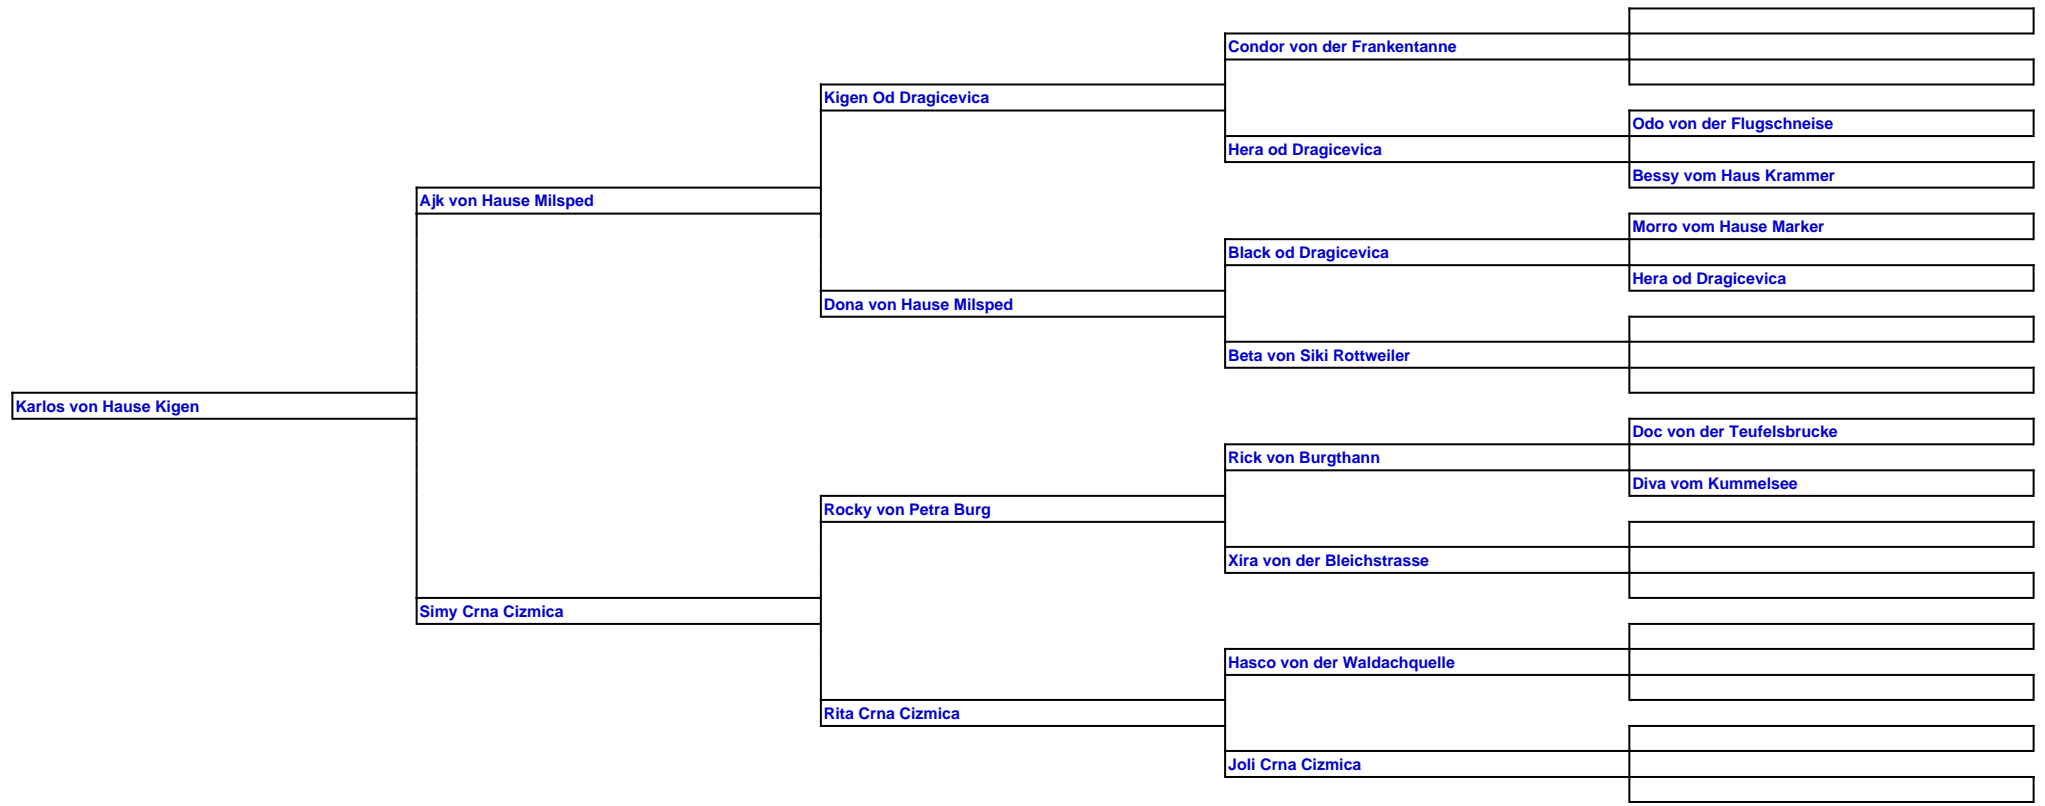 Condor von der Frankentanne
Kigen Od Dragicevica
Odo von der Flugschneise
Hera od Dragicevica
Bessy vom Haus Krammer
Ajk von Hause Milsped
Morro vom Hause Marker
Black od Dragicevica
Hera od Dragicevica
Dona von Hause Milsped
Beta von Siki Rottweiler
Karlos von Hause Kigen
Doc von der Teufelsbrucke
Rick von Burgthann
Diva vom Kummelsee
Rocky von Petra Burg
Xira von der Bleichstrasse
Simy Crna Cizmica
Hasco von der Waldachquelle
Rita Crna Cizmica
Joli Crna Cizmica